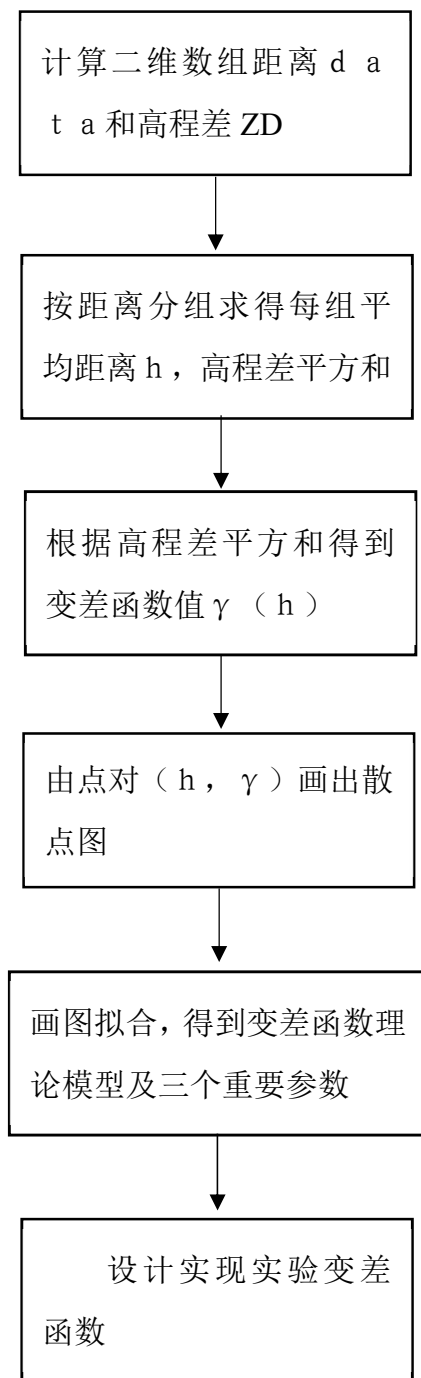 计算二维数组距离ｄａ
ｔａ和高程差 ZD
按距离分组求得每组平
均距离ｈ，高程差平方和
根据高程差平方和得到
变差函数值γ（ｈ）
由点对（ｈ，γ）画出散
点图
画图拟合，得到变差函数理
论模型及三个重要参数
设计实现实验变差
函数